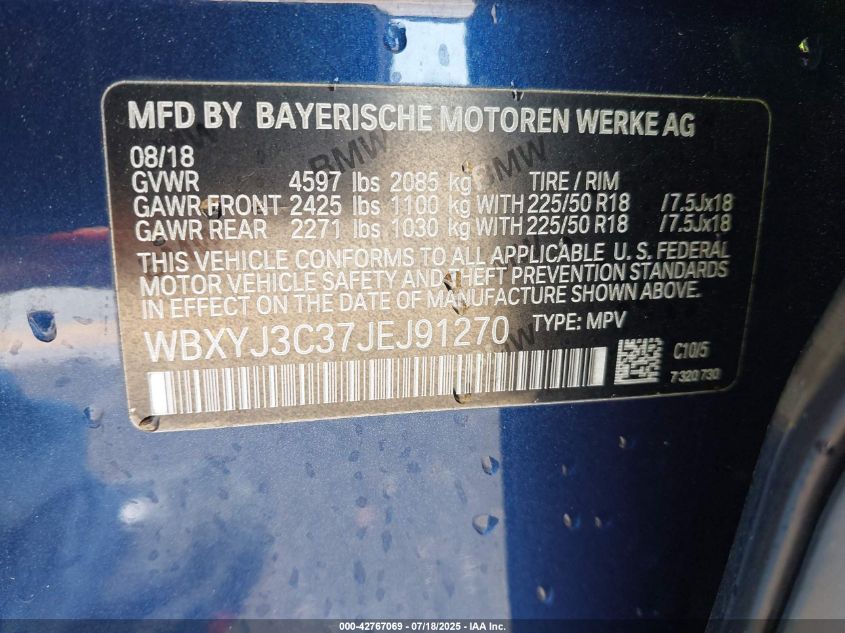 MFD BY BAYERISCHE MOTOREN WERKE AG
08/18
GVWR 4597 lbs 2085 kg TIRE / RIM
GAWR FRONT 2425 lbs 1100 kg WITH 225/50 R18 /7.5Jx18
GAWR REAR 2271 lbs 1030 kg WITH 225/50 R18 /7.5Jx18
THIS VEHICLE CONFORMS TO ALL APPLICABLE U. S. FEDERAL
MOTOR VEHICLE SAFETY AND THEFT PREVENTION STANDARDS
IN EFFECT ON THE DATE OF MANUFACTURE SHOWN ABOVE.
WBXYJ3C37JEJ91270 TYPE: MPV
C10/5
7 320 730
BMW BMW
BMW BMW
000-42767069 - 07/18/2025 - IAA Inc.